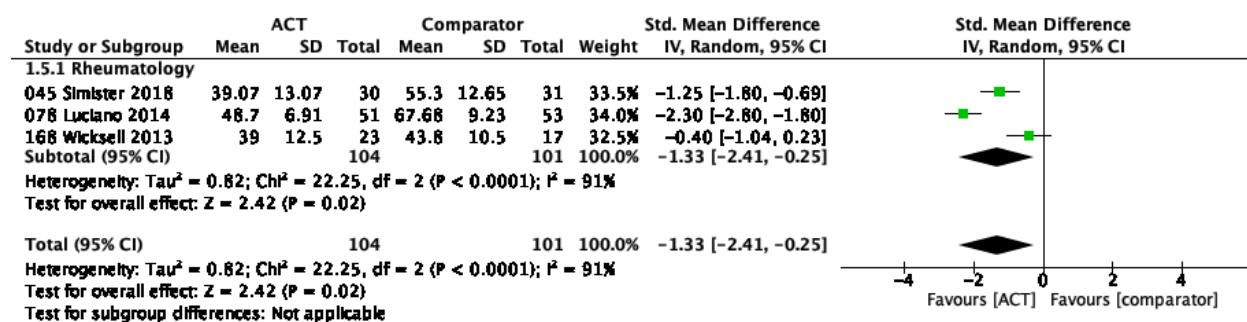 ACT Comparator Std. Mean Difference Std. Mean Difference
Study or Subgroup Mean SD Total Mean SD Total Weight IV, Random, 95% CI IV, Random, 95% CI
1.5.1 Rheumatology
045 Simister 2018 39.07 13.07 30 55.3 12.65 31 33.5% −1.25 [−1.80, −0.69]
078 Luciano 2014 48.7 6.91 51 67.68 9.23 53 34.0% −2.30 [−2.80, −1.80]
168 Wicksell 2013 39 12.5 23 43.8 10.5 17 32.5% −0.40 [−1.04, 0.23]
Subtotal (95% CI) 104 101 100.0% −1.33 [−2.41, −0.25]
Heterogeneity: Tau² = 0.82; Chi² = 22.25, df = 2 (P < 0.0001); I² = 91%
Test for overall effect: Z = 2.42 (P = 0.02)
Total (95% CI) 104 101 100.0% −1.33 [−2.41, −0.25]
Heterogeneity: Tau² = 0.82; Chi² = 22.25, df = 2 (P < 0.0001); I² = 91%
Test for overall effect: Z = 2.42 (P = 0.02)
Test for subgroup differences: Not applicable
−4 −2 0 2 4
Favours [ACT] Favours [comparator]